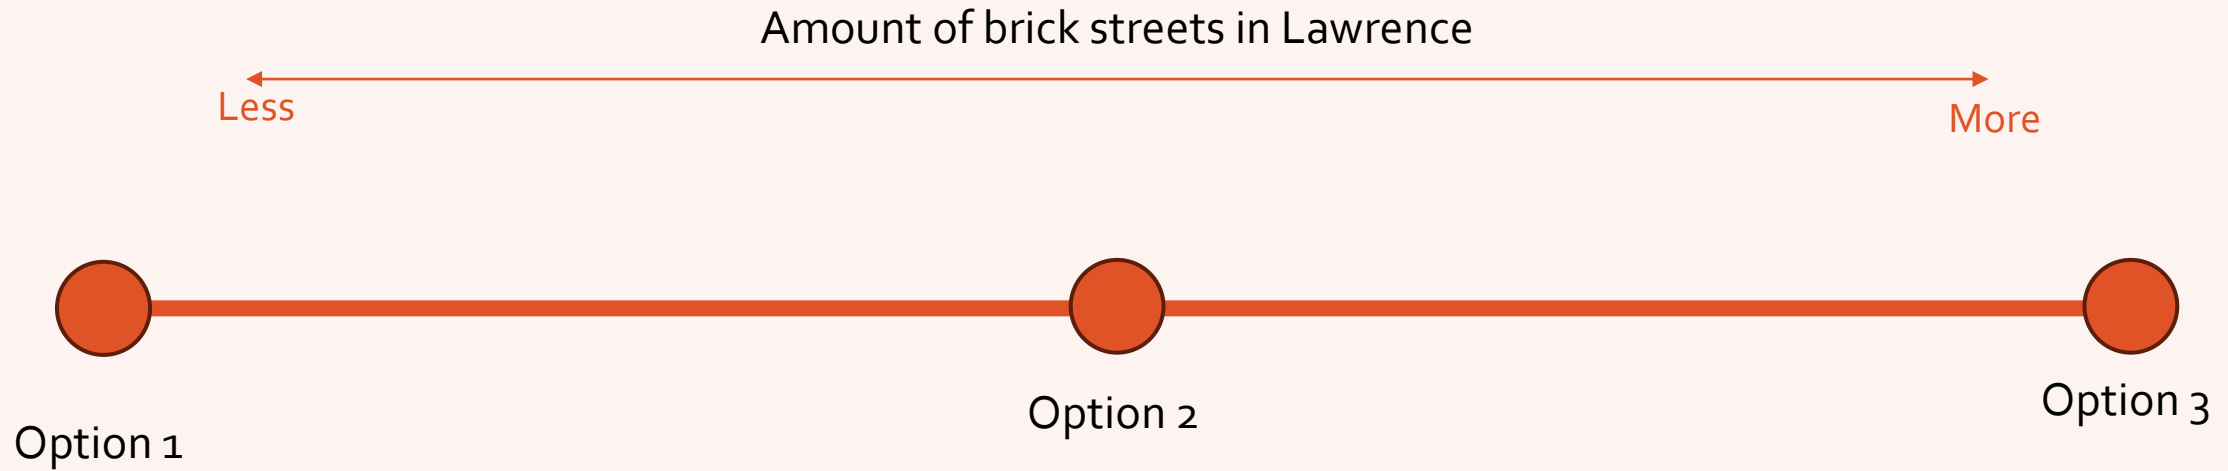 Amount of brick streets in Lawrence
Less
More
Option 1
Option 2
Option 3